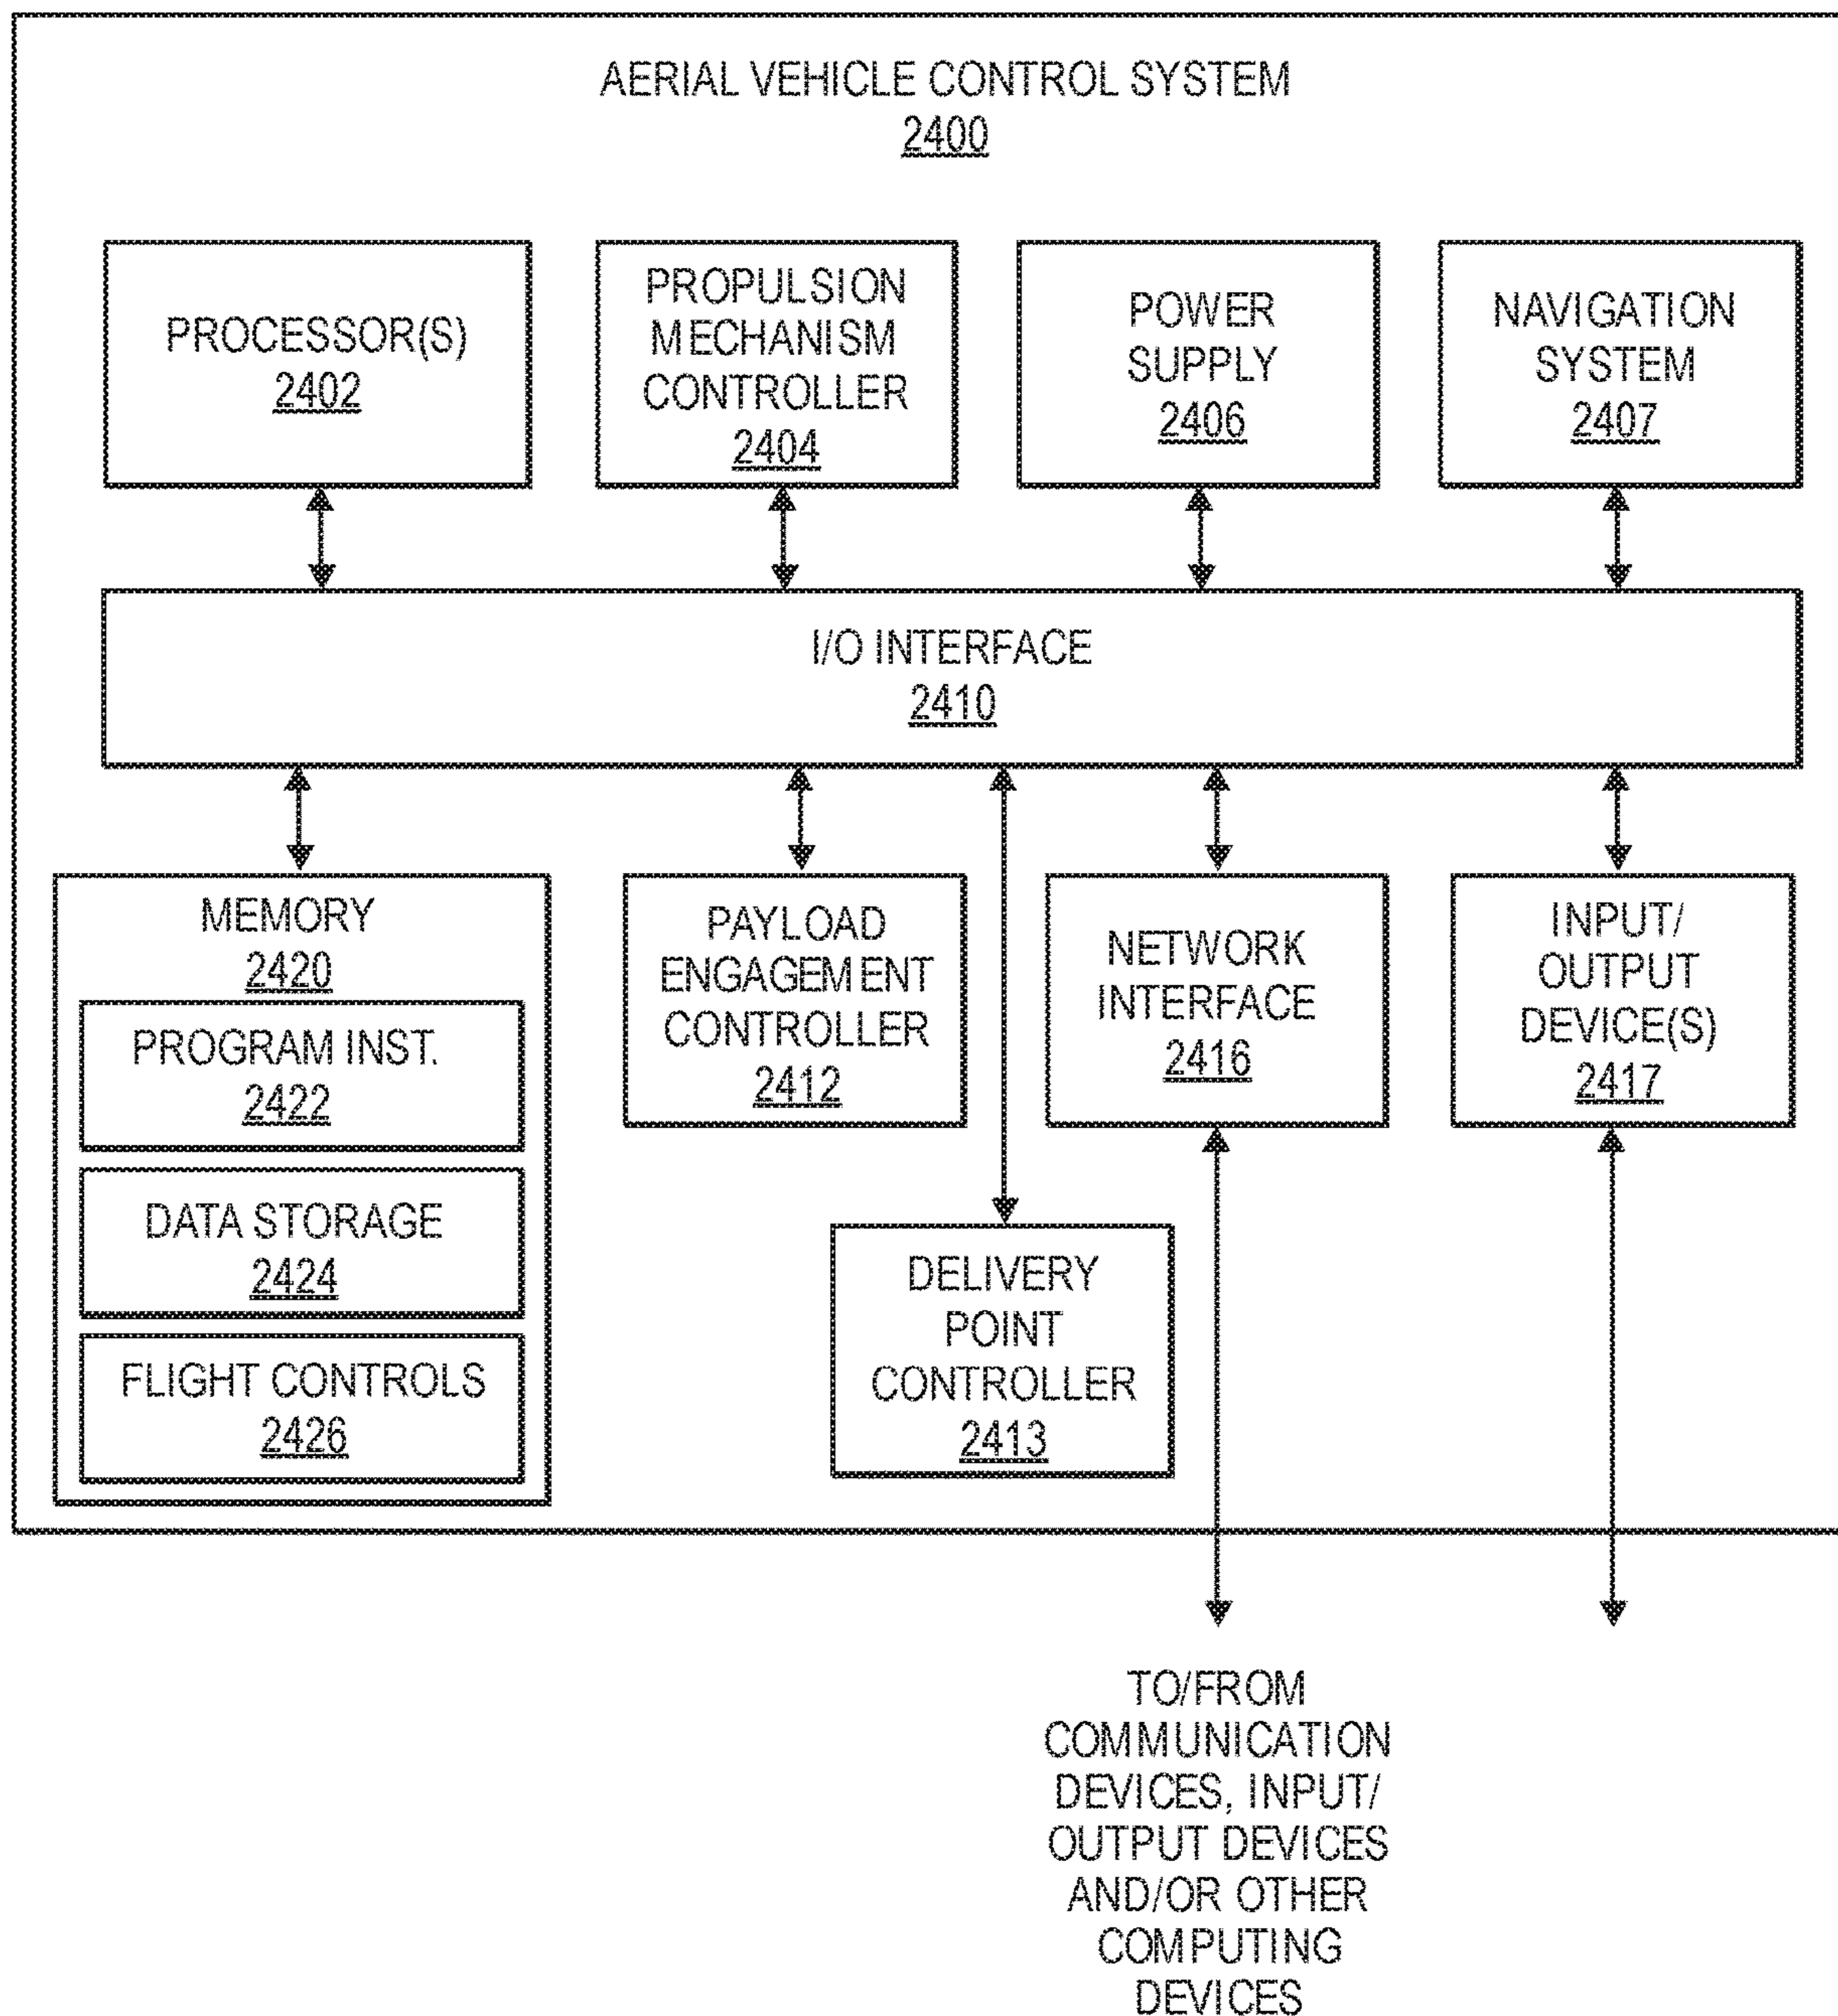 AERIAL VEHICLE CONTROL SYSTEM
2400
PROCESSOR(S)
2402
PROPULSION
MECHANISM
CONTROLLER
2404
POWER
SUPPLY
2406
NAVIGATION
SYSTEM
2407
I/O INTERFACE
2410
MEMORY
2420
PROGRAM INST.
2422
DATA STORAGE
2424
FLIGHT CONTROLS
2426
PAYLOAD
ENGAGEMENT
CONTROLLER
2412
DELIVERY
POINT
CONTROLLER
2413
NETWORK
INTERFACE
2416
INPUT/
OUTPUT
DEVICE(S)
2417
TO/FROM
COMMUNICATION
DEVICES, INPUT/
OUTPUT DEVICES
AND/OR OTHER
COMPUTING
DEVICES